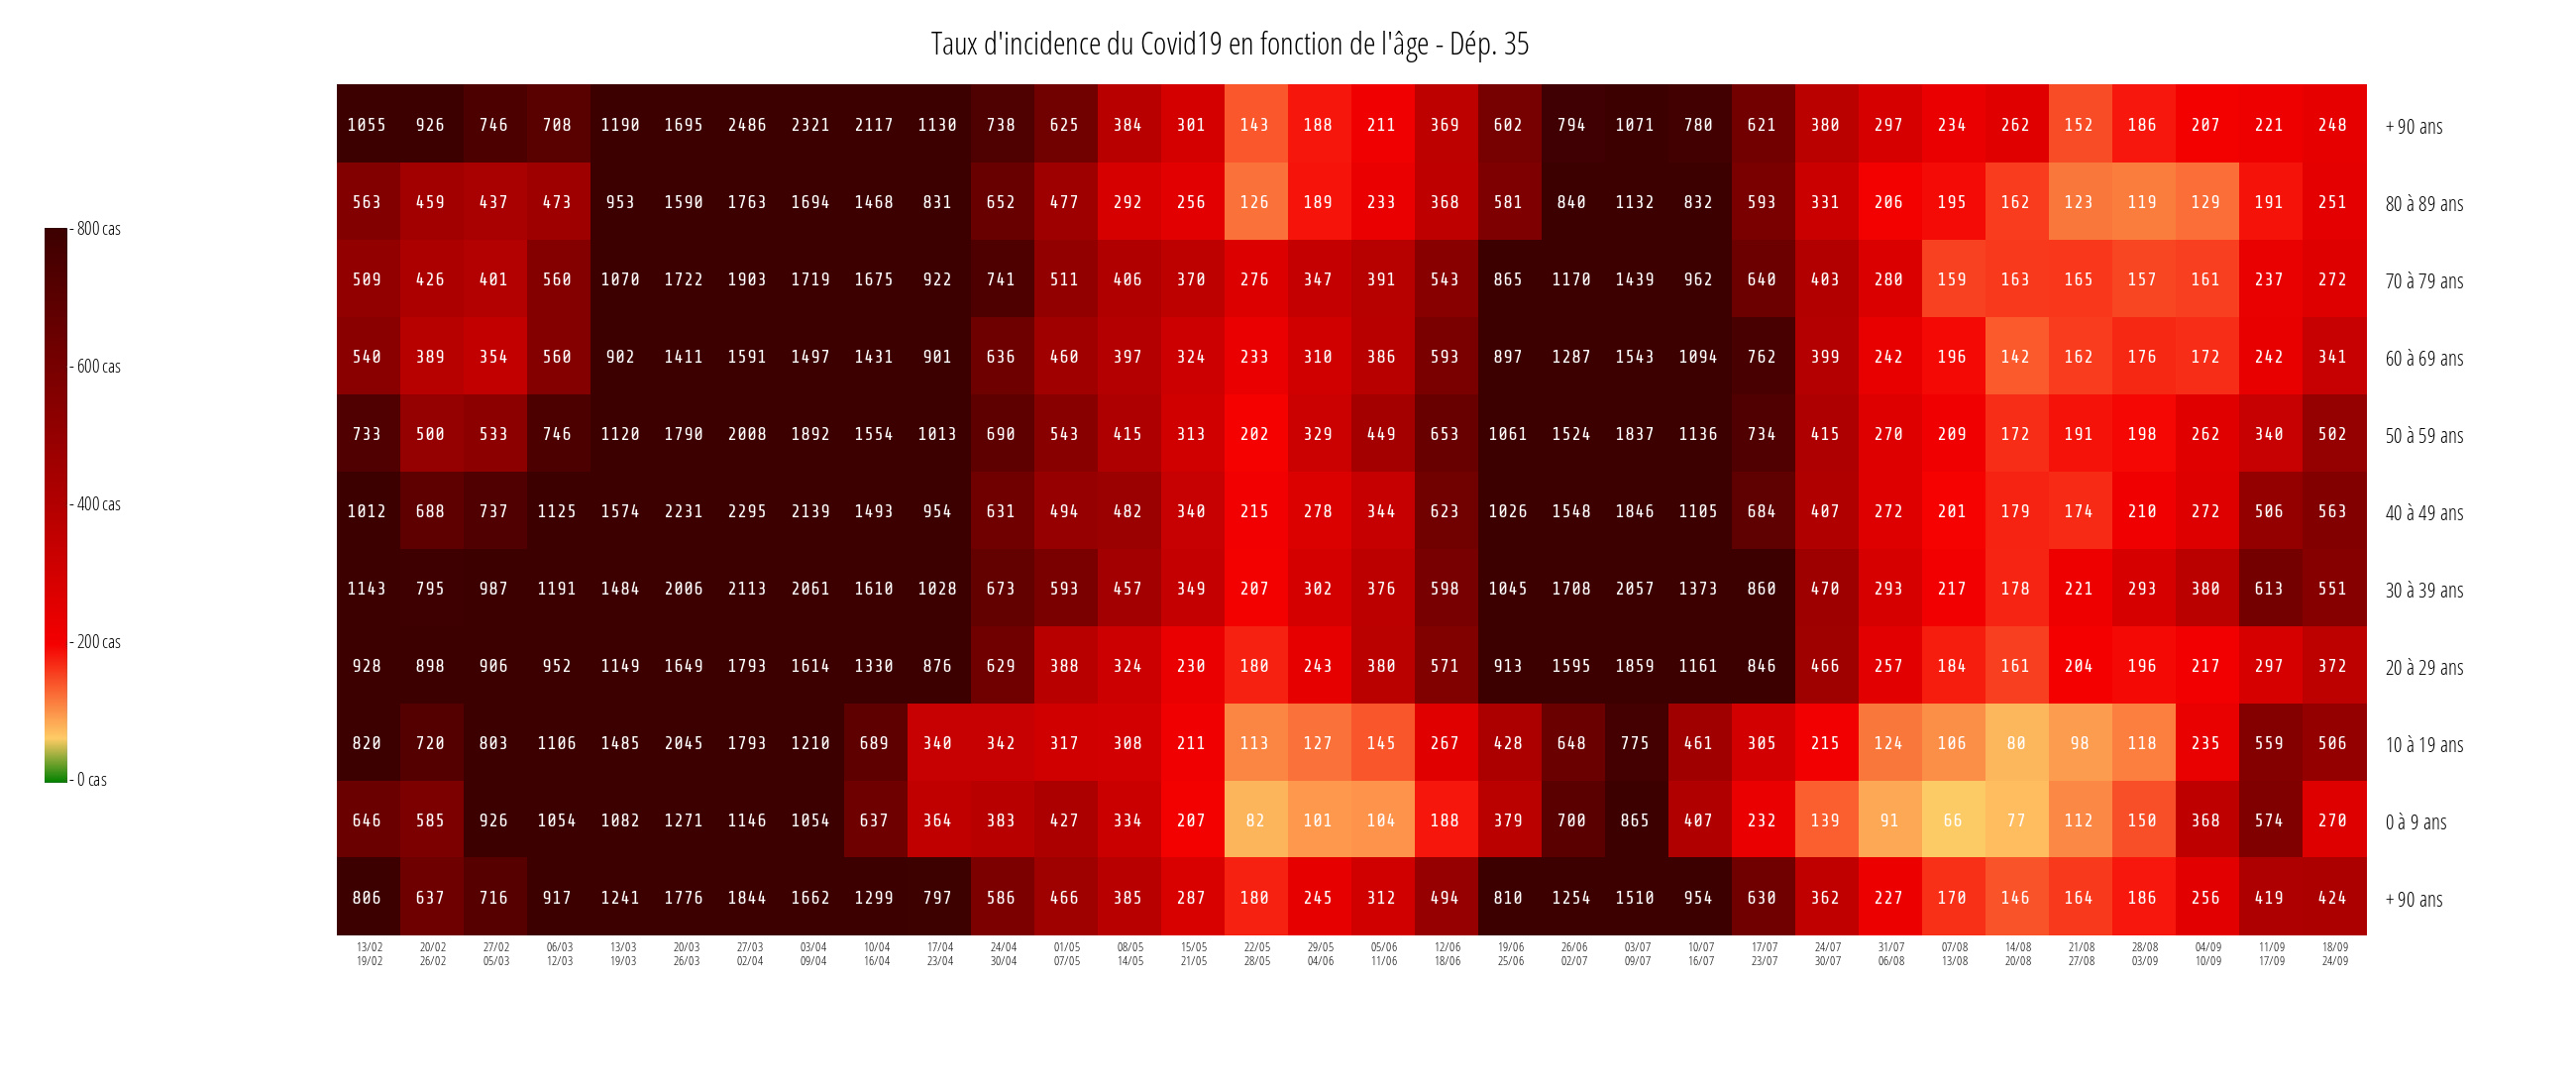 Taux d'incidence du Covid19 en fonction de l'âge - Dép. 35
- 800 cas
- 600 cas
- 400 cas
- 200 cas
- 0 cas
1055 926 746 708 1190 1695 2486 2321 2117 1130 738 625 384 301 143 188 211 369 602 794 1071 780 621 380 297 234 262 152 186 207 221 248 + 90 ans
563 459 437 473 953 1590 1763 1694 1468 831 652 477 292 256 126 189 233 368 581 840 1132 832 593 331 206 195 162 123 119 129 191 251 80 à 89 ans
509 426 401 560 1070 1722 1903 1719 1675 922 741 511 406 370 276 347 391 543 865 1170 1439 962 640 403 280 159 163 165 157 161 237 272 70 à 79 ans
540 389 354 560 902 1411 1591 1497 1431 901 636 460 397 324 233 310 386 593 897 1287 1543 1094 762 399 242 196 142 162 176 172 242 341 60 à 69 ans
733 500 533 746 1120 1790 2008 1892 1554 1013 690 543 415 313 202 329 449 653 1061 1524 1837 1136 734 415 270 209 172 191 198 262 340 502 50 à 59 ans
1012 688 737 1125 1574 2231 2295 2139 1493 954 631 494 482 340 215 278 344 623 1026 1548 1846 1105 684 407 272 201 179 174 210 272 506 563 40 à 49 ans
1143 795 987 1191 1484 2006 2113 2061 1610 1028 673 593 457 349 207 302 376 598 1045 1708 2057 1373 860 470 293 217 178 221 293 380 613 551 30 à 39 ans
928 898 906 952 1149 1649 1793 1614 1330 876 629 388 324 230 180 243 380 571 913 1595 1859 1161 846 466 257 184 161 204 196 217 297 372 20 à 29 ans
820 720 803 1106 1485 2045 1793 1210 689 340 342 317 308 211 113 127 145 267 428 648 775 461 305 215 124 106 80 98 118 235 559 506 10 à 19 ans
646 585 926 1054 1082 1271 1146 1054 637 364 383 427 334 207 82 101 104 188 379 700 865 407 232 139 91 66 77 112 150 368 574 270 0 à 9 ans
806 637 716 917 1241 1776 1844 1662 1299 797 586 466 385 287 180 245 312 494 810 1254 1510 954 630 362 227 170 146 164 186 256 419 424 + 90 ans
13/02 20/02 27/02 06/03 13/03 20/03 27/03 03/04 10/04 17/04 24/04 01/05 08/05 15/05 22/05 29/05 05/06 12/06 19/06 26/06 03/07 10/07 17/07 24/07 31/07 07/08 14/08 21/08 28/08 04/09 11/09 18/09
19/02 26/02 05/03 12/03 19/03 26/03 02/04 09/04 16/04 23/04 30/04 07/05 14/05 21/05 28/05 04/06 11/06 18/06 25/06 02/07 09/07 16/07 23/07 30/07 06/08 13/08 20/08 27/08 03/09 10/09 17/09 24/09